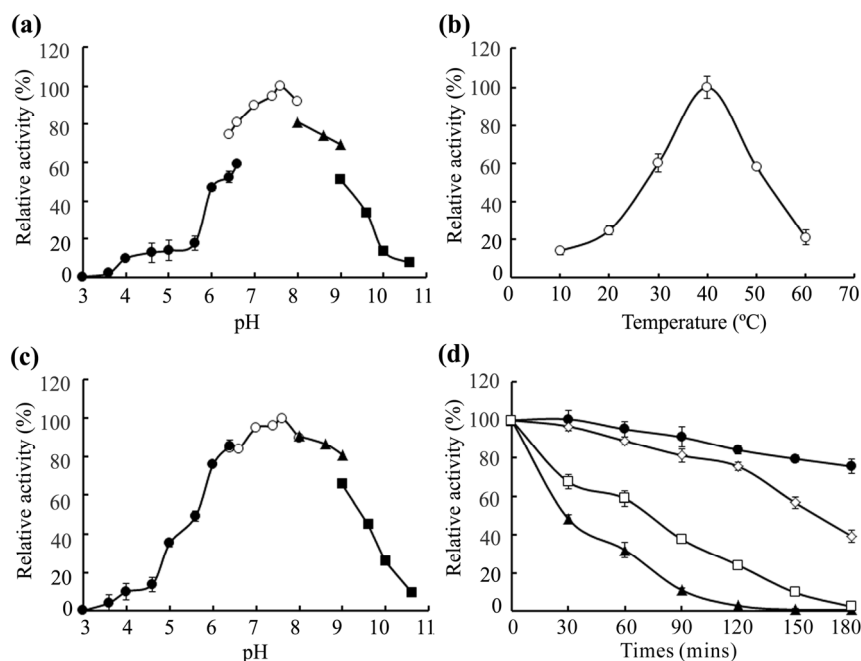 (a)
Relative activity (%)
120
100
80
60
40
20
0
3 4 5 6 7 8 9 10 11
pH
(b)
Relative activity (%)
120
100
80
60
40
20
0
0 10 20 30 40 50 60 70
Temperature (ºC)
(c)
Relative activity (%)
120
100
80
60
40
20
0
3 4 5 6 7 8 9 10 11
pH
(d)
Relative activity (%)
120
100
80
60
40
20
0
0 30 60 90 120 150 180
Times (mins)